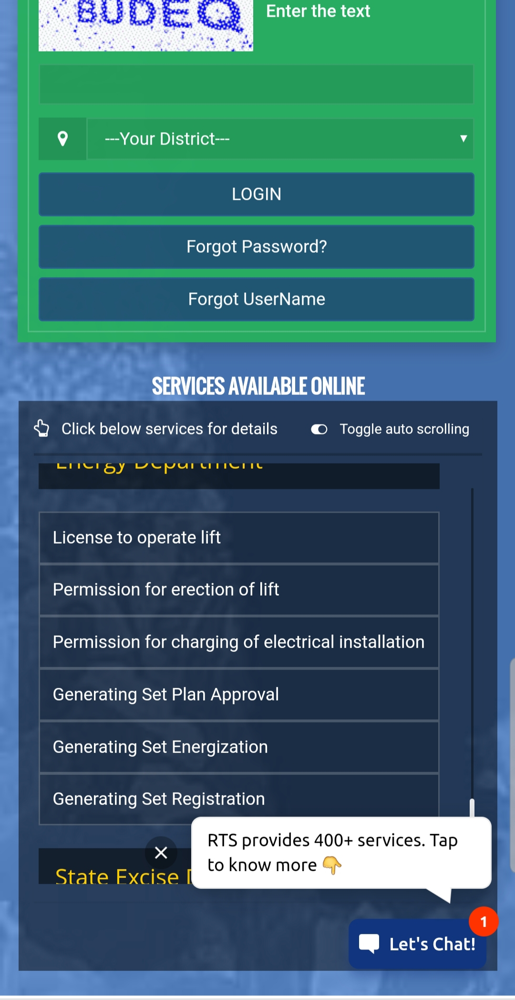 BUDEQ
Enter the text
---Your District---
LOGIN
Forgot Password?
Forgot UserName
SERVICES AVAILABLE ONLINE
Click below services for details
Toggle auto scrolling
Energy Department
License to operate lift
Permission for erection of lift
Permission for charging of electrical installation
Generating Set Plan Approval
Generating Set Energization
Generating Set Registration
RTS provides 400+ services. Tap
to know more 👇
State Excise
1
Let's Chat!